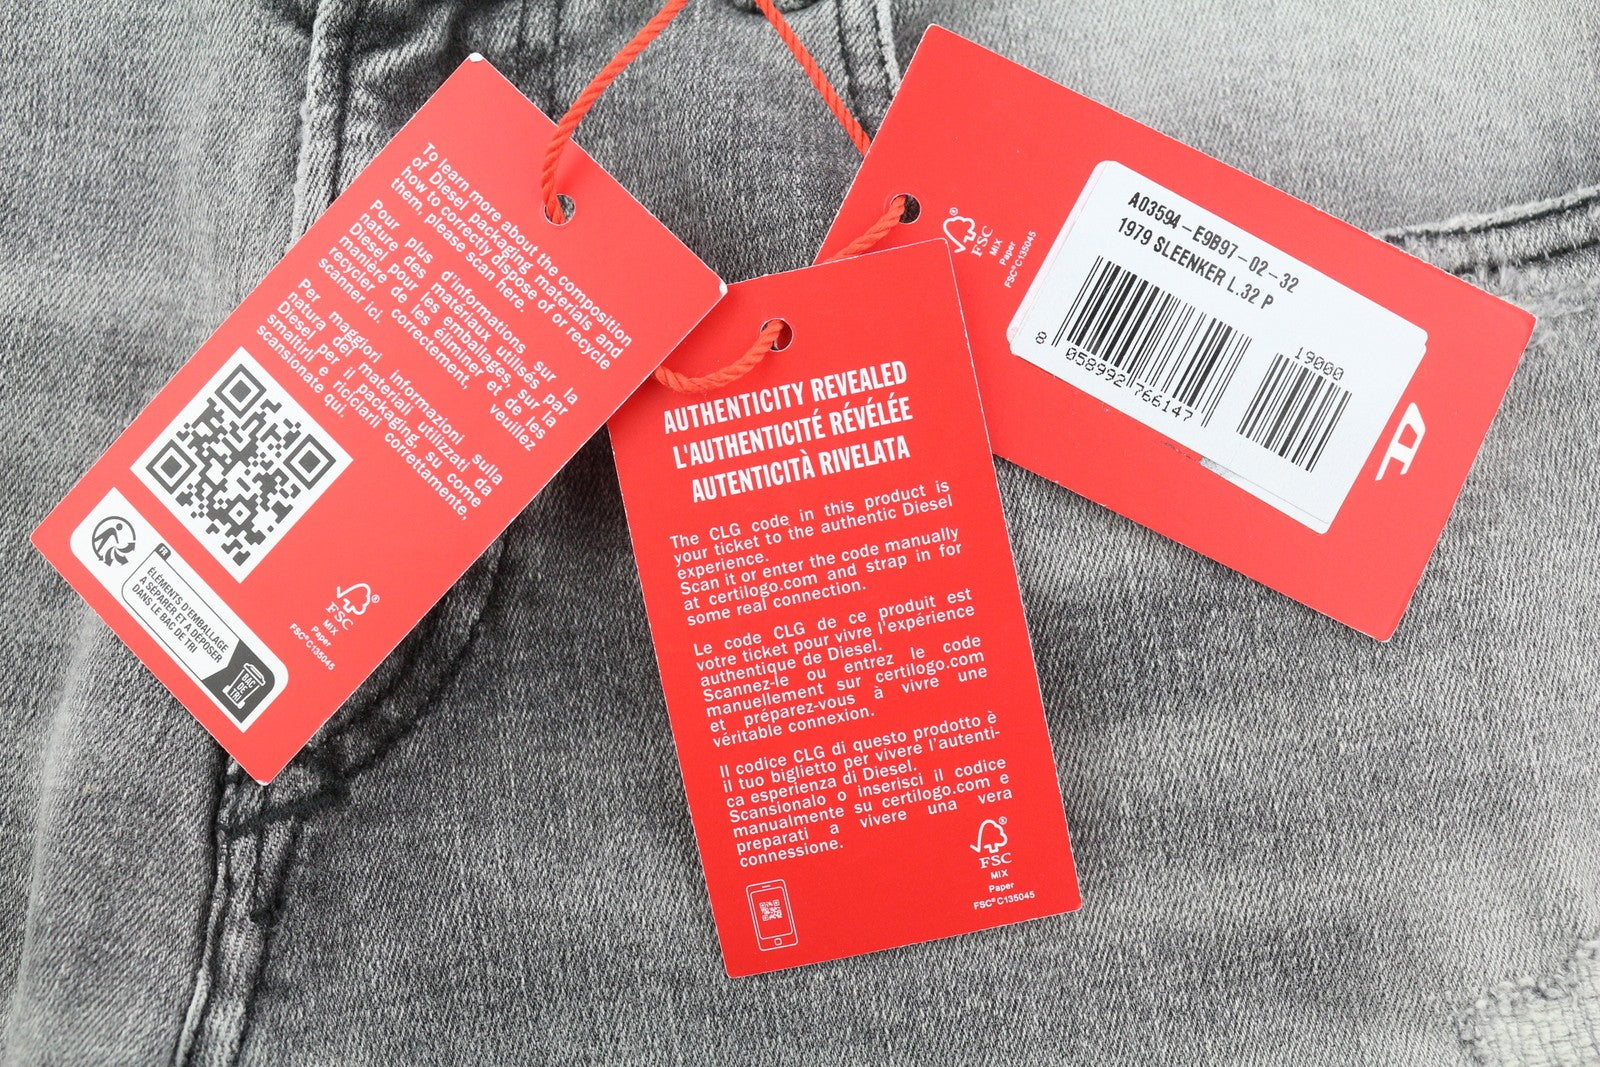 To learn more about the composition
of Diesel packaging materials and
how to correctly dispose of or recycle
them, please scan here.
Pour plus d'informations sur la
nature des matériaux utilisés par
Diesel pour les emballages, sur la
manière de les éliminer et de les
recycler correctement, veuillez
scanner ici.
Per maggiori informazioni sulla
natura dei materiali utilizzati da
Diesel per il packaging, su come
smaltirli e riciclarli correttamente,
scansionate qui.
FR
ÉLÉMENTS D'EMBALLAGE
A SÉPARER ET A DÉPOSER
DANS LE BAC DE TRI
BAC
DE
TRI
FSC
MIX
Paper
FSC® C135045
AUTHENTICITY REVEALED
L'AUTHENTICITÉ RÉVÉLÉE
AUTENTICITÀ RIVELATA
The CLG code in this product is
your ticket to the authentic Diesel
experience.
Scan it or enter the code manually
at certilogo.com and strap in for
some real connection.
Le code CLG de ce produit est
votre ticket pour vivre l'expérience
authentique de Diesel.
Scannez-le ou entrez le code
manuellement sur certilogo.com
et préparez-vous à vivre une
véritable connexion.
Il codice CLG di questo prodotto è
il tuo biglietto per vivere l'autenti-
ca esperienza di Diesel.
Scansionalo o inserisci il codice
manualmente su certilogo.com e
preparati a vivere una vera
connessione.
FSC
MIX
Paper
FSC® C135045
FSC
MIX
Paper
FSC® C135045
A03594-E9B97-02-32
1979 SLEENKER L.32 P
19000
8 058992 766147
D